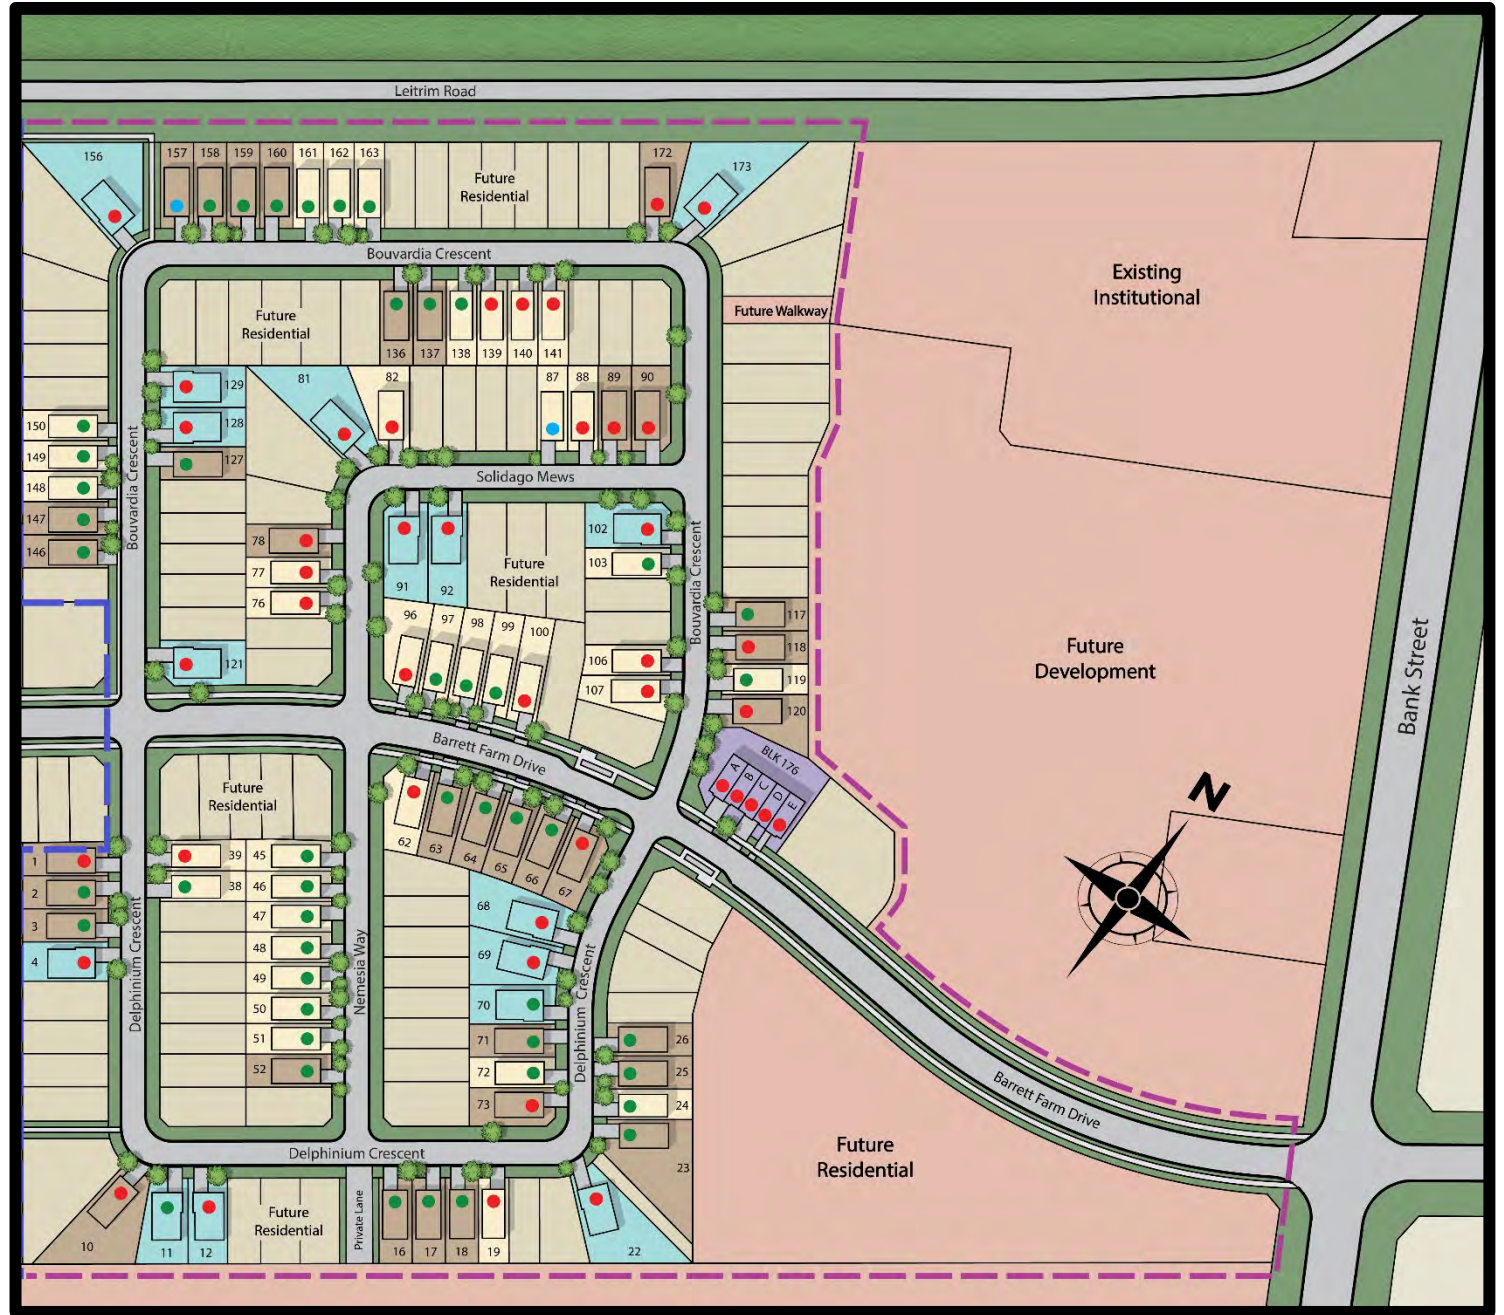 Leitrim Road
156
157
158
159
160
161
162
163
Future
Residential
172
173
Bouvardia Crescent
Existing
Institutional
Future Walkway
Future
Residential
136
137
138
139
140
141
129
128
127
81
82
87
88
89
90
150
149
148
147
146
Bouvardia Crescent
Solidago Mews
78
77
76
121
91
92
Future
Residential
102
103
96
97
98
99
100
106
107
Bouvardia Crescent
117
118
119
120
Future
Development
Bank Street
Barrett Farm Drive
BLK 176
A
B
C
D
E
N
Future
Residential
1
2
3
4
39
38
45
46
47
48
49
50
51
52
Delphinium Crescent
Nemesia Way
62
63
64
65
66
67
68
69
70
71
72
73
Delphinium Crescent
26
25
24
23
Barrett Farm Drive
Future
Residential
Delphinium Crescent
10
11
12
Future
Residential
Private Lane
16
17
18
19
22